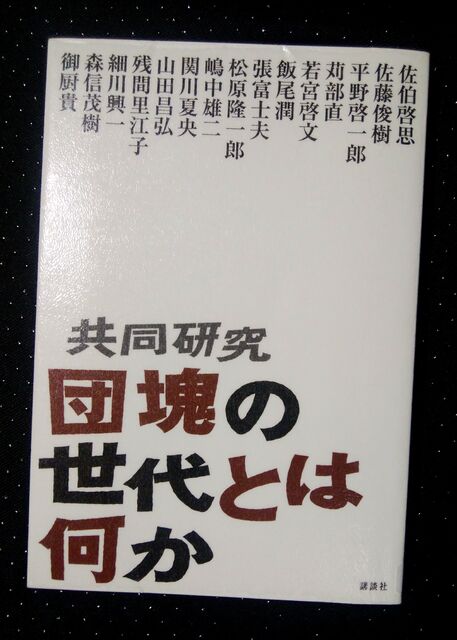 佐伯啓思
佐藤俊樹
平野啓一郎
苅部直
若宮啓文
飯尾潤
張富士夫
松原隆一郎
嶋中雄二
関川夏央
山田昌弘
残間里江子
細川興一
森信茂樹
御厨貴
共同研究
団塊の
世代とは
何か
講談社